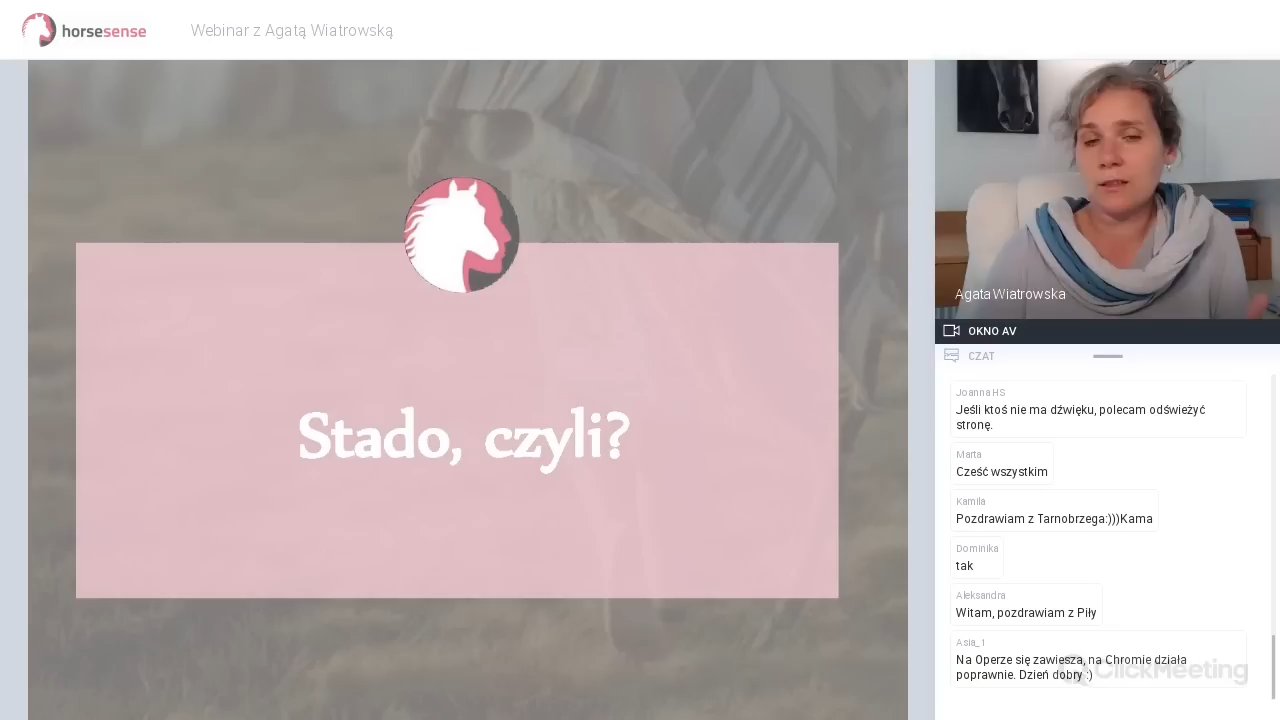 horsesense
Webinar z Agatą Wiatrowską
Stado, czyli?
Agata Wiatrowska
OKNO AV
CZAT
Joanna HS
Jeśli ktoś nie ma dźwięku, polecam odświeżyć
stronę.
Marta
Cześć wszystkim
Kamila
Pozdrawiam z Tarnobrzega:)))Kama
Dominika
tak
Aleksandra
Witam, pozdrawiam z Piły
Asia_1
Na Operze się zawiesza, na Chromie działa
poprawnie. Dzień dobry :)
ClickMeeting